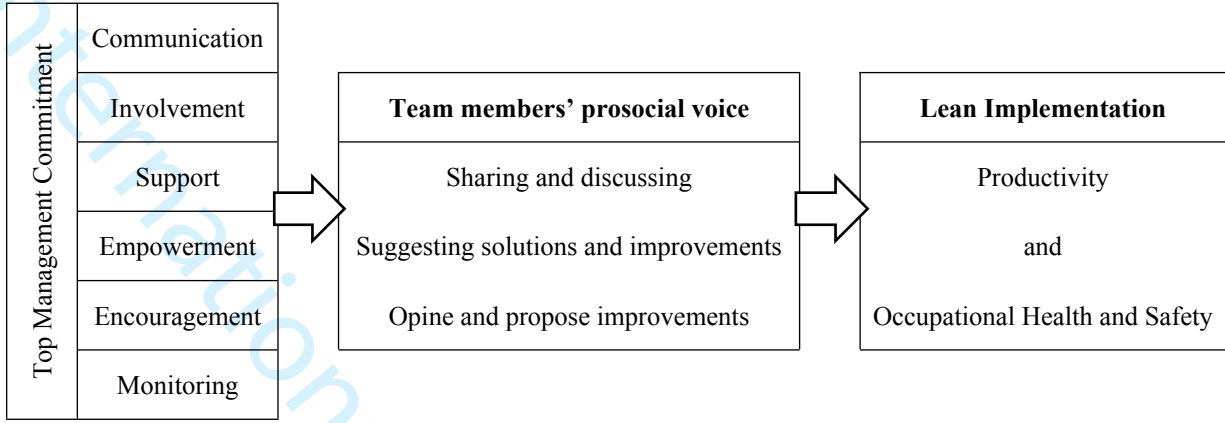 Top Management Commitment
Communication
Involvement
Support
Empowerment
Encouragement
Monitoring
Team members’ prosocial voice
Sharing and discussing
Suggesting solutions and improvements
Opine and propose improvements
Lean Implementation
Productivity
and
Occupational Health and Safety
International